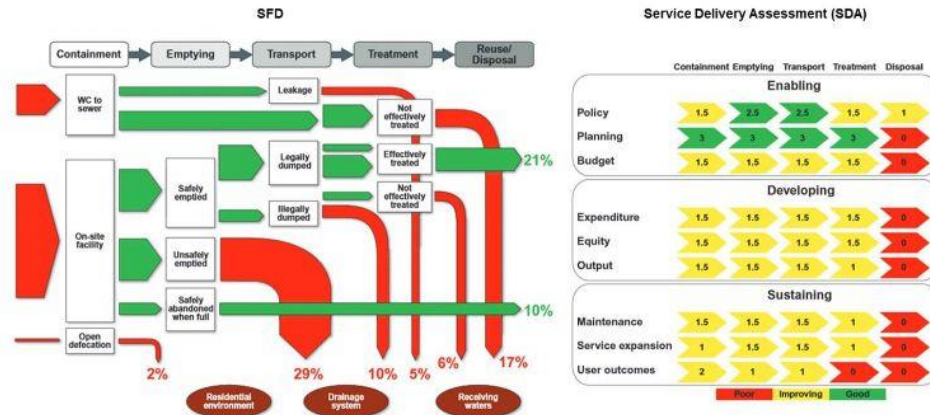 SFD
Containment
Emptying
Transport
Treatment
Reuse/
Disposal
WC to
sewer
Leakage
Not
effectively
treated
Legally
dumped
Effectively
treated
21%
Safely
emptied
Illegally
dumped
Not
effectively
treated
On-site
facility
Unsafely
emptied
Safely
abandoned
when full
10%
Open
defecation
2%
29%
10%
5%
6%
17%
Residential
environment
Drainage
system
Receiving
waters
Service Delivery Assessment (SDA)
Containment Emptying Transport Treatment Disposal
Enabling
Policy 1.5 2.5 2.5 1.5 1
Planning 3 3 3 3 0
Budget 1.5 1.5 1.5 1.5 0
Developing
Expenditure 1.5 1.5 1.5 1.5 0
Equity 1.5 1.5 1.5 1.5 0
Output 1.5 1.5 1.5 1 0
Sustaining
Maintenance 1.5 1.5 1.5 1 0
Service expansion 1 1.5 1.5 1 0
User outcomes 2 1 1 0 0
Poor Improving Good